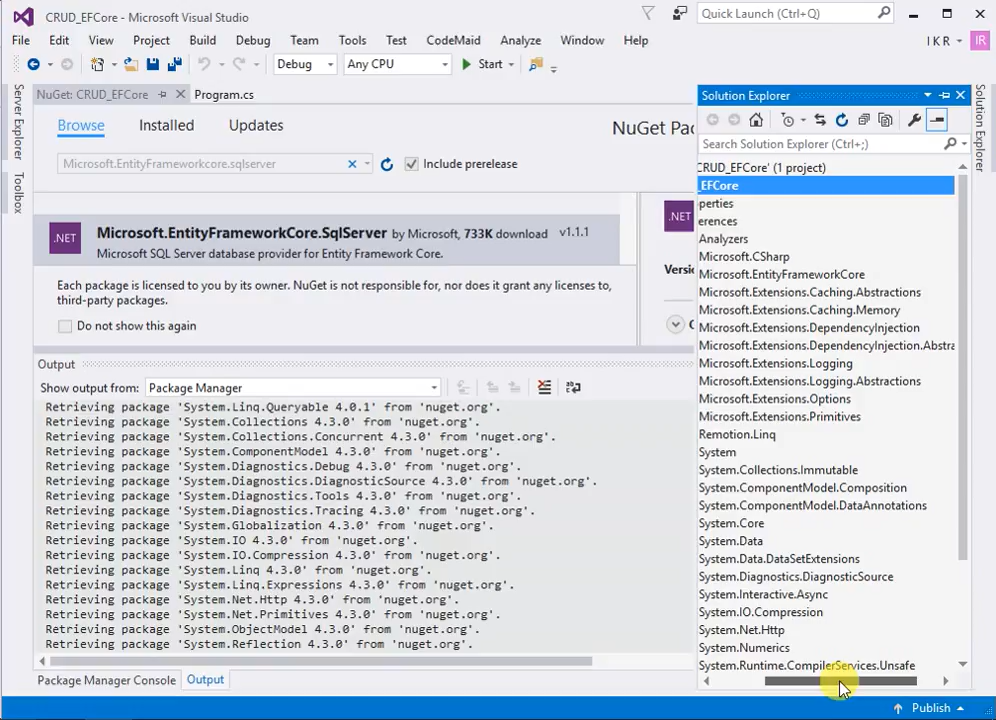 CRUD_EFCore - Microsoft Visual Studio
Quick Launch (Ctrl+Q)
File Edit View Project Build Debug Team Tools Test CodeMaid Analyze Window Help
I K R IR
Debug Any CPU Start
Server Explorer
Toolbox
Solution Explorer
NuGet: CRUD_EFCore Program.cs
Browse Installed Updates NuGet Pac
Microsoft.EntityFrameworkcore.sqlserver Include prerelease
.NET
Microsoft.EntityFrameworkCore.SqlServer by Microsoft, 733K download v1.1.1
Microsoft SQL Server database provider for Entity Framework Core.
Each package is licensed to you by its owner. NuGet is not responsible for, nor does it grant any licenses to,
third-party packages.
Do not show this again
.NET
Versio
Output
Show output from: Package Manager
Retrieving package 'System.Linq.Queryable 4.0.1' from 'nuget.org'.
Retrieving package 'System.Collections 4.3.0' from 'nuget.org'.
Retrieving package 'System.Collections.Concurrent 4.3.0' from 'nuget.org'.
Retrieving package 'System.ComponentModel 4.3.0' from 'nuget.org'.
Retrieving package 'System.Diagnostics.Debug 4.3.0' from 'nuget.org'.
Retrieving package 'System.Diagnostics.DiagnosticSource 4.3.0' from 'nuget.org'.
Retrieving package 'System.Diagnostics.Tools 4.3.0' from 'nuget.org'.
Retrieving package 'System.Diagnostics.Tracing 4.3.0' from 'nuget.org'.
Retrieving package 'System.Globalization 4.3.0' from 'nuget.org'.
Retrieving package 'System.IO 4.3.0' from 'nuget.org'.
Retrieving package 'System.IO.Compression 4.3.0' from 'nuget.org'.
Retrieving package 'System.Linq 4.3.0' from 'nuget.org'.
Retrieving package 'System.Linq.Expressions 4.3.0' from 'nuget.org'.
Retrieving package 'System.Net.Http 4.3.0' from 'nuget.org'.
Retrieving package 'System.Net.Primitives 4.3.0' from 'nuget.org'.
Retrieving package 'System.ObjectModel 4.3.0' from 'nuget.org'.
Retrieving package 'System.Reflection 4.3.0' from 'nuget.org'.
Package Manager Console Output
Solution Explorer
Search Solution Explorer (Ctrl+;)
CRUD_EFCore' (1 project)
_EFCore
perties
erences
Analyzers
Microsoft.CSharp
Microsoft.EntityFrameworkCore
Microsoft.Extensions.Caching.Abstractions
Microsoft.Extensions.Caching.Memory
Microsoft.Extensions.DependencyInjection
Microsoft.Extensions.DependencyInjection.Abstra
Microsoft.Extensions.Logging
Microsoft.Extensions.Logging.Abstractions
Microsoft.Extensions.Options
Microsoft.Extensions.Primitives
Remotion.Linq
System
System.Collections.Immutable
System.ComponentModel.Composition
System.ComponentModel.DataAnnotations
System.Core
System.Data
System.Data.DataSetExtensions
System.Diagnostics.DiagnosticSource
System.Interactive.Async
System.IO.Compression
System.Net.Http
System.Numerics
System.Runtime.CompilerServices.Unsafe
Publish